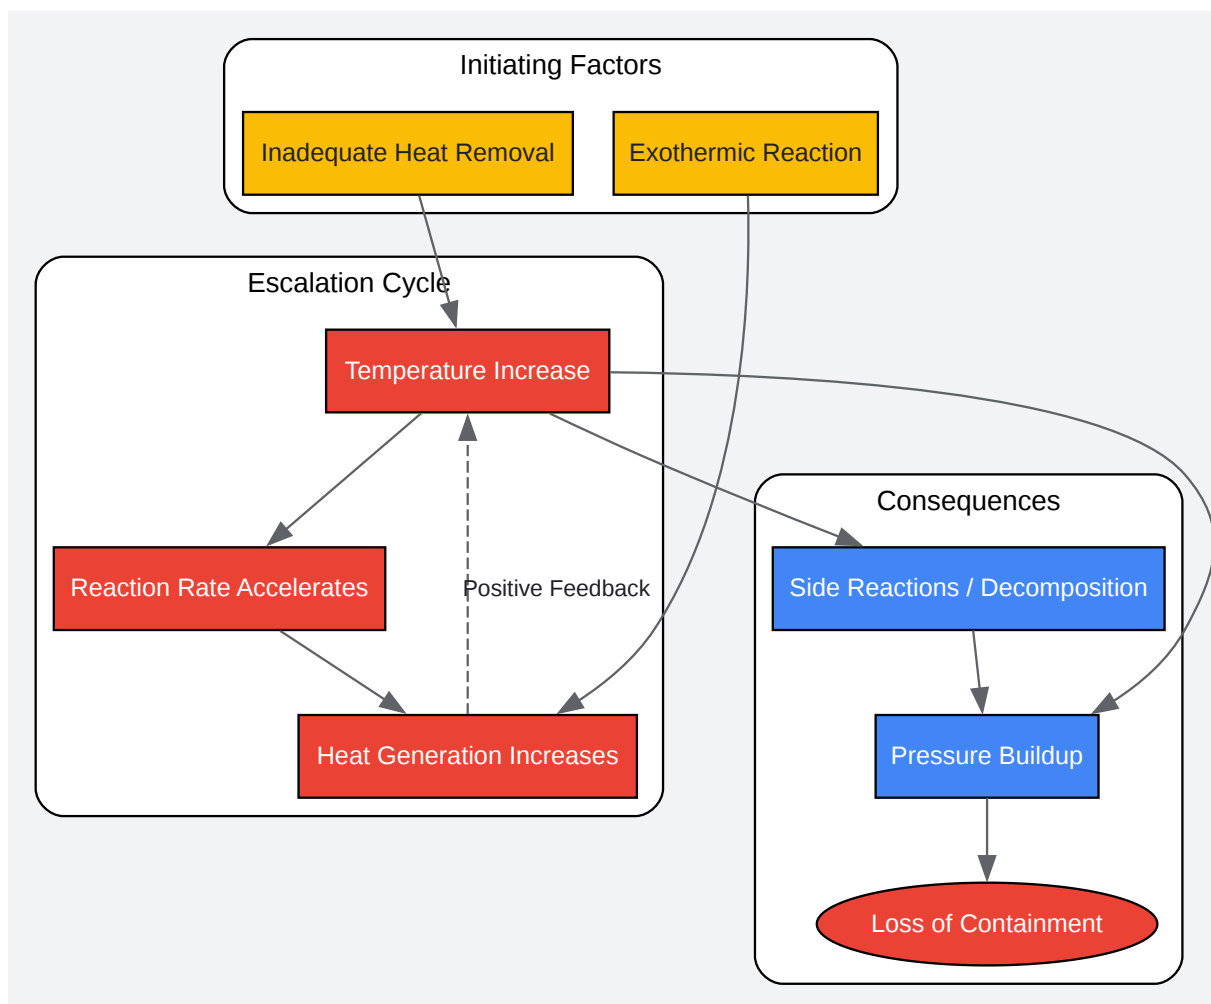 Initiating Factors
Inadequate Heat Removal
Exothermic Reaction
Escalation Cycle
Temperature Increase
Consequences
Reaction Rate Accelerates
Positive Feedback
Side Reactions / Decomposition
Heat Generation Increases
Pressure Buildup
Loss of Containment